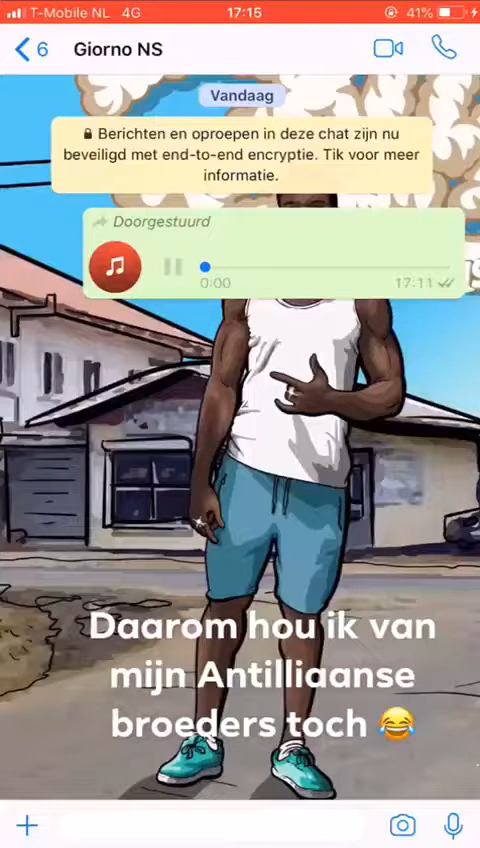 T-Mobile NL 4G 17:15 41%
6 Giorno NS
Vandaag
Berichten en oproepen in deze chat zijn nu
beveiligd met end-to-end encryptie. Tik voor meer
informatie.
Doorgestuurd
0:00 17:11
Daarom hou ik van
mijn Antilliaanse
broeders toch 😂